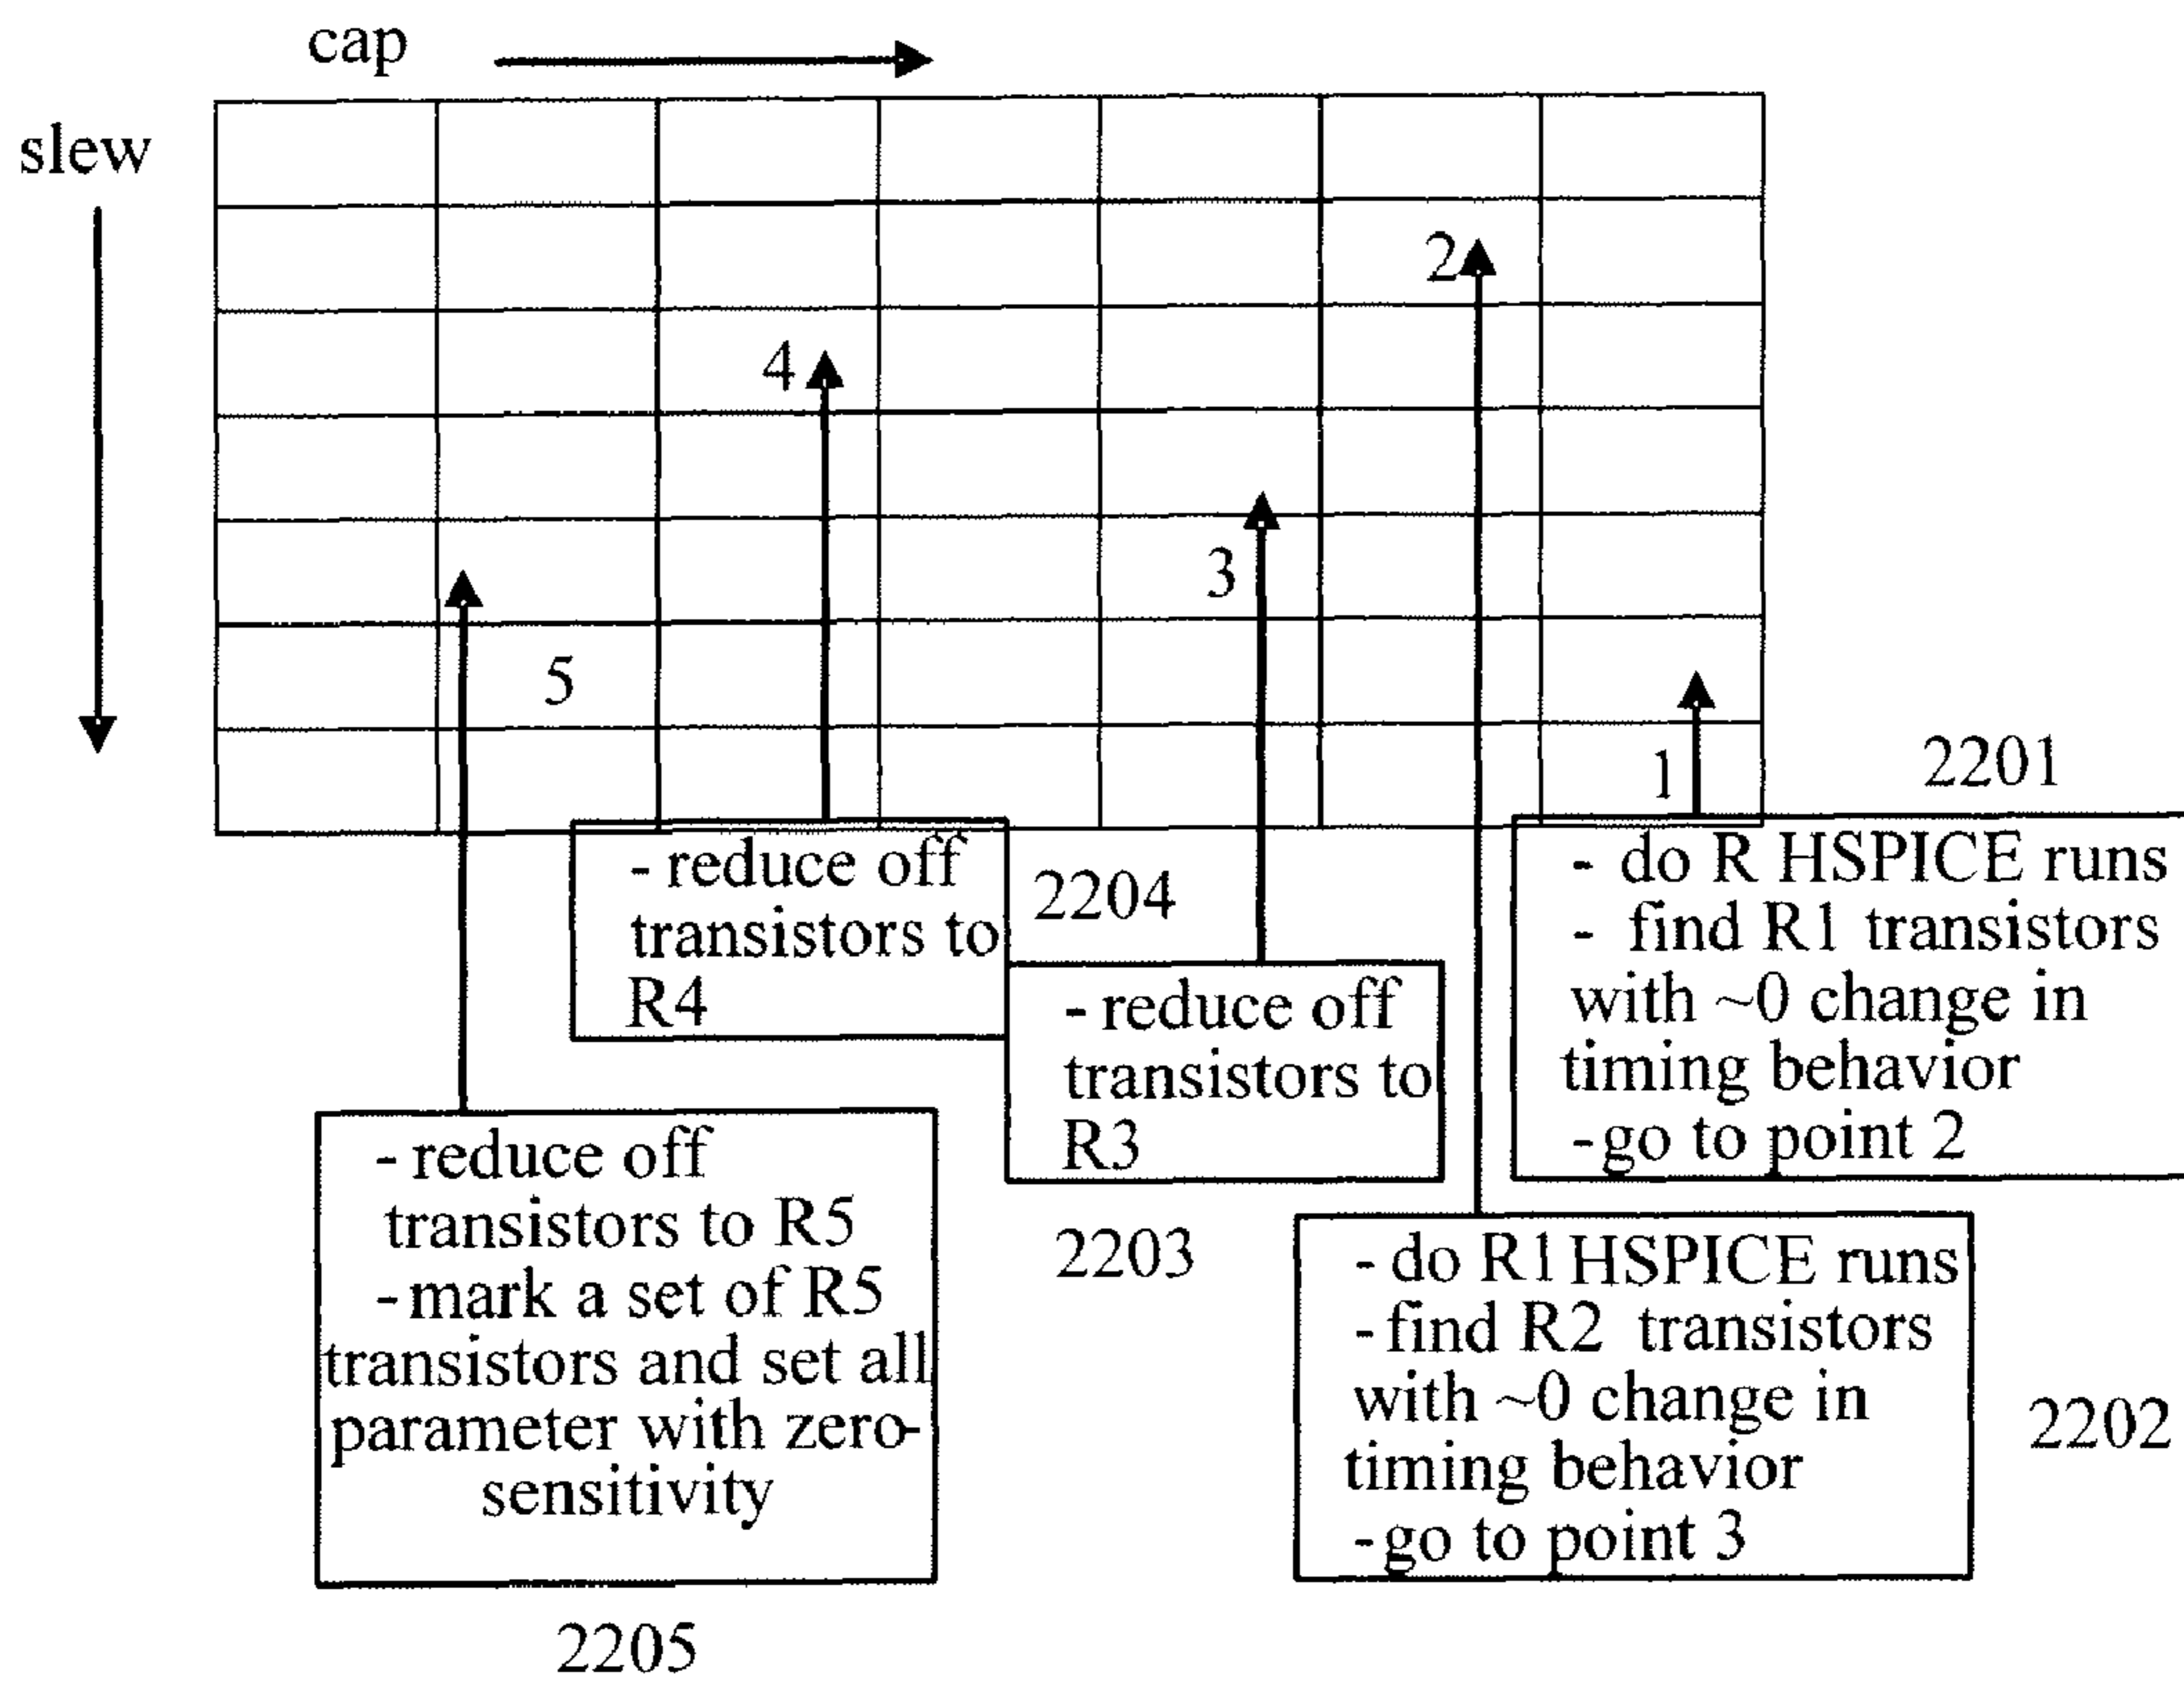 cap
slew
2
4
3
5
1
2201
- reduce off
transistors to
R4
2204
- do R HSPICE runs
- find R1 transistors
with ~0 change in
timing behavior
-go to point 2
- reduce off
transistors to
R3
2203
- reduce off
transistors to R5
-mark a set of R5
transistors and set all
parameter with zero-
sensitivity
2205
- do R1 HSPICE runs
-find R2 transistors
with ~0 change in
timing behavior
-go to point 3
2202